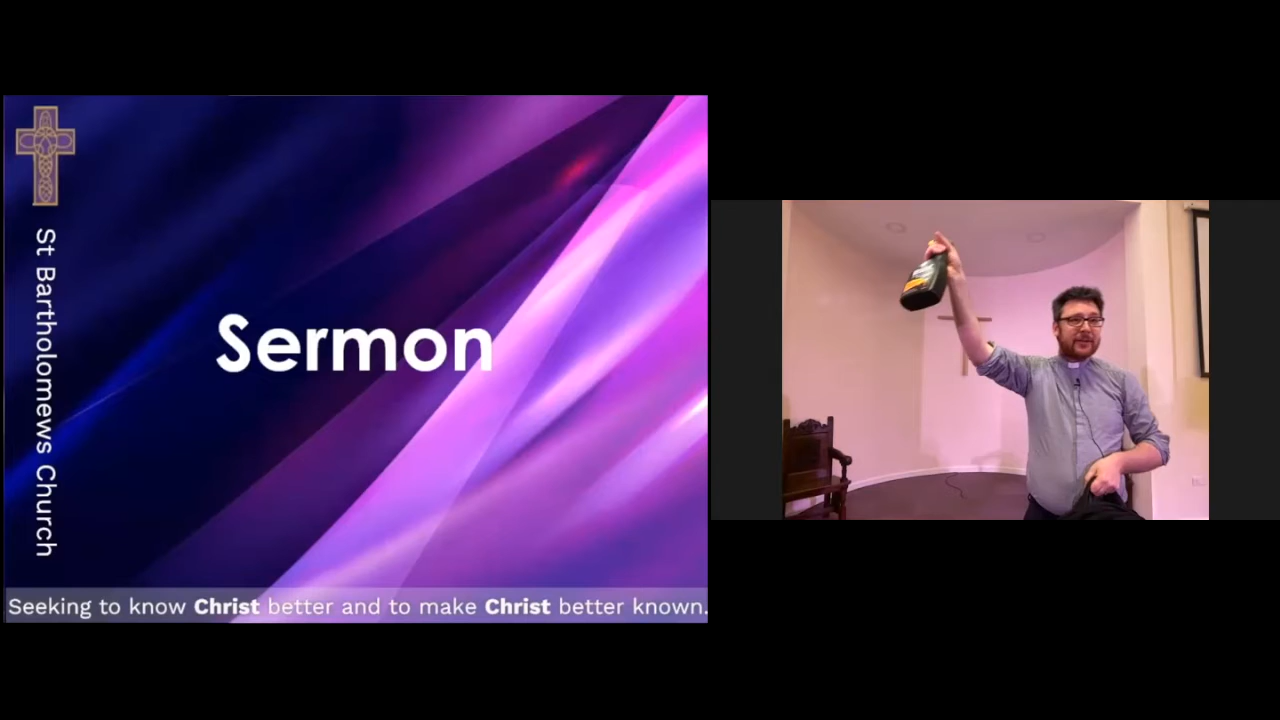 St Bartholomews Church
Sermon
Seeking to know Christ better and to make Christ better known.